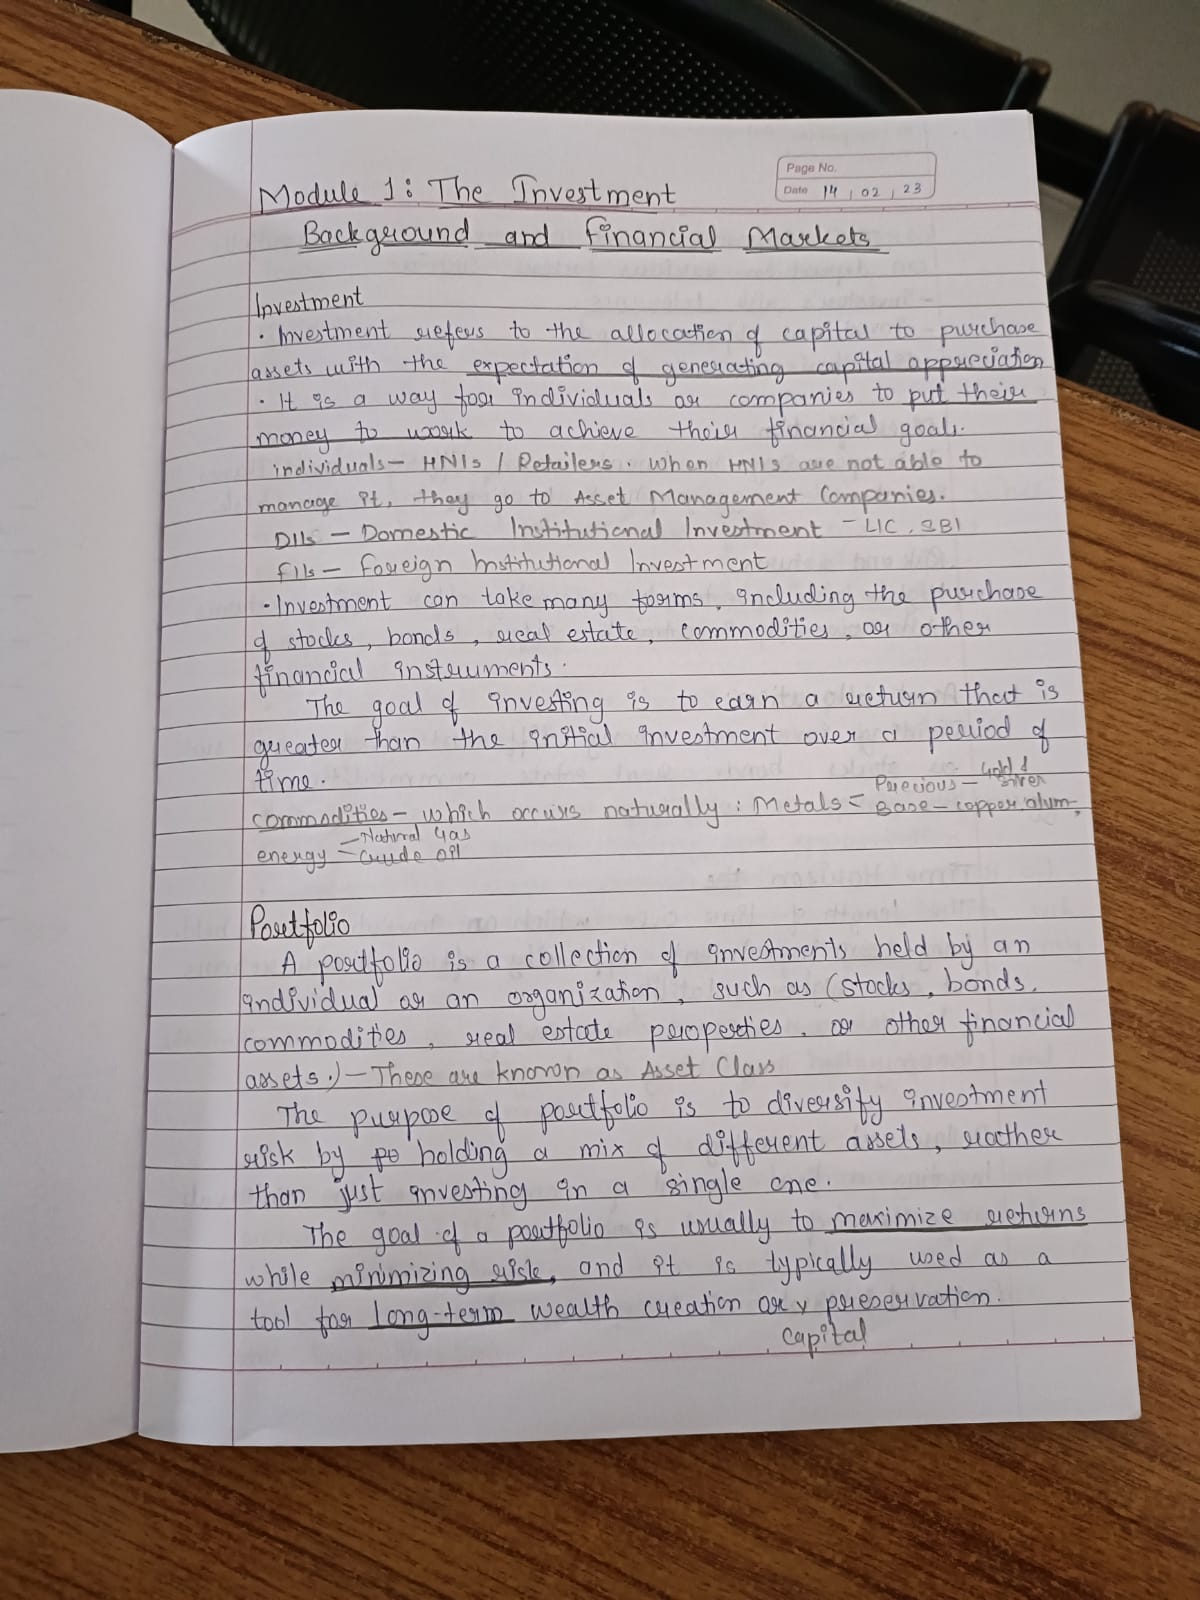 Page No.
Date 14 02 23
Module 1: The Investment
Background and Financial Markets
Investment
· Investment refers to the allocation of capital to purchase
assets with the expectation of generating capital appreciation
· It is a way for individuals or companies to put their
money to work to achieve their financial goals.
individuals - HNIs / Retailers. When HNIs are not able to
manage it, they go to Asset Management Companies.
DIIs - Domestic Institutional Investment - LIC, SBI
FIIs - Foreign Institutional Investment
· Investment can take many forms, including the purchase
of stocks, bonds, real estate, commodities, or other
financial instruments.
The goal of investing is to earn a return that is
greater than the initial investment over a period of
time.
Precious - Gold & Silver
commodities - which occurs naturally : Metals = Base - copper alum.
- Natural Gas
energy - Crude oil
Portfolio
A portfolio is a collection of investments held by an
individual or an organization, such as (stocks, bonds,
commodities, real estate properties, or other financial
assets.) - These are known as Asset Class
The purpose of portfolio is to diversify investment
risk by po holding a mix of different assets, rather
than just investing in a single one.
The goal of a portfolio is usually to maximize returns
while minimizing risk, and it is typically used as a
tool for long-term wealth creation or v preservation.
capital